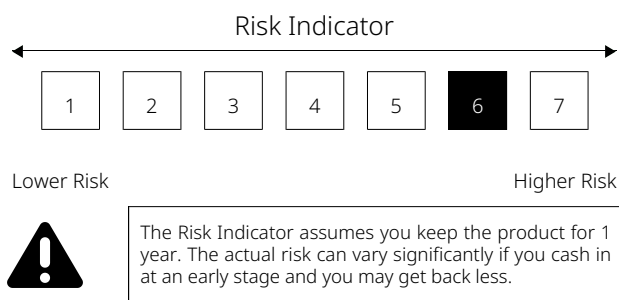 Risk Indicator
1 2 3 4 5 6 7
Lower Risk Higher Risk
The Risk Indicator assumes you keep the product for 1
year. The actual risk can vary significantly if you cash in
at an early stage and you may get back less.